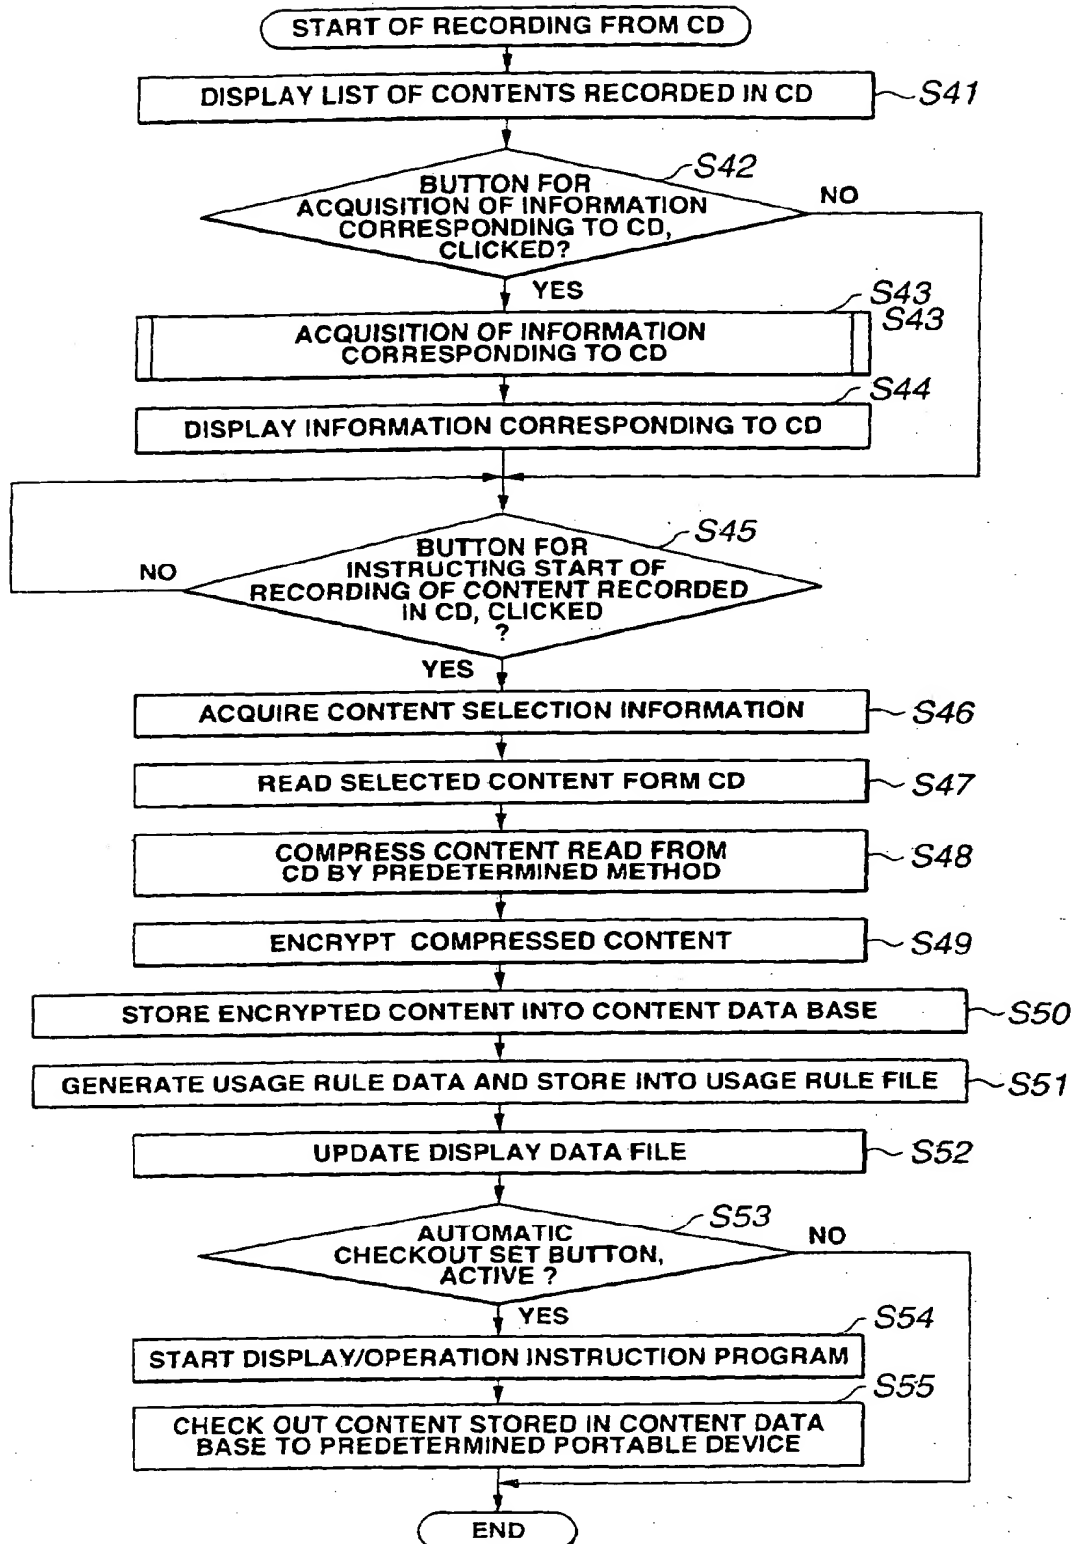 START OF RECORDING FROM CD
DISPLAY LIST OF CONTENTS RECORDED IN CD
S41
S42
BUTTON FOR
ACQUISITION OF INFORMATION
CORRESPONDING TO CD,
CLICKED?
NO
YES
S43
S43
ACQUISITION OF INFORMATION
CORRESPONDING TO CD
S44
DISPLAY INFORMATION CORRESPONDING TO CD
S45
BUTTON FOR
INSTRUCTING START OF
RECORDING OF CONTENT RECORDED
IN CD, CLICKED
?
NO
YES
ACQUIRE CONTENT SELECTION INFORMATION
S46
READ SELECTED CONTENT FORM CD
S47
COMPRESS CONTENT READ FROM
CD BY PREDETERMINED METHOD
S48
ENCRYPT COMPRESSED CONTENT
S49
STORE ENCRYPTED CONTENT INTO CONTENT DATA BASE
S50
GENERATE USAGE RULE DATA AND STORE INTO USAGE RULE FILE
S51
UPDATE DISPLAY DATA FILE
S52
S53
AUTOMATIC
CHECKOUT SET BUTTON,
ACTIVE ?
NO
YES
S54
START DISPLAY/OPERATION INSTRUCTION PROGRAM
S55
CHECK OUT CONTENT STORED IN CONTENT DATA
BASE TO PREDETERMINED PORTABLE DEVICE
END